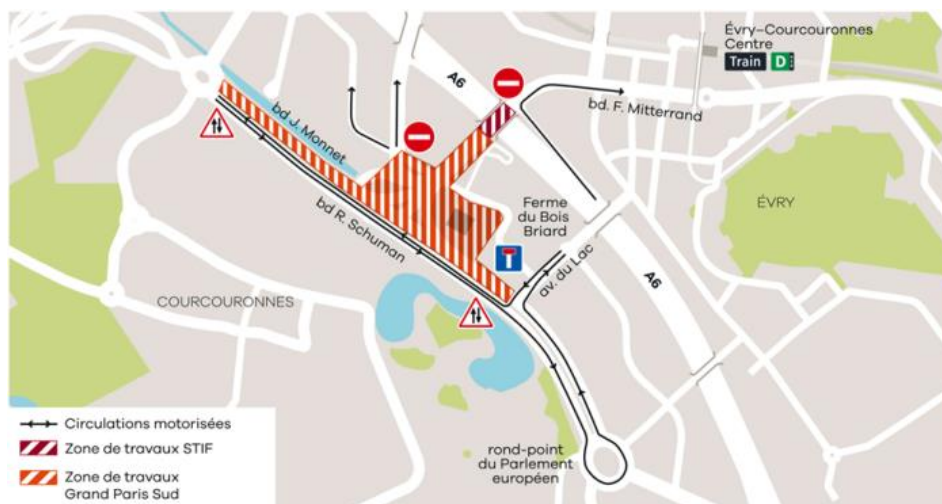 Évry–Courcouronnes
Centre
Train D
A6
bd. F. Mitterrand
bd J. Monnet
bd R. Schuman
Ferme
du Bois
Briard
ÉVRY
av. du Lac
A6
COURCOURONNES
rond-point
du Parlement
européen
Circulations motorisées
Zone de travaux STIF
Zone de travaux
Grand Paris Sud